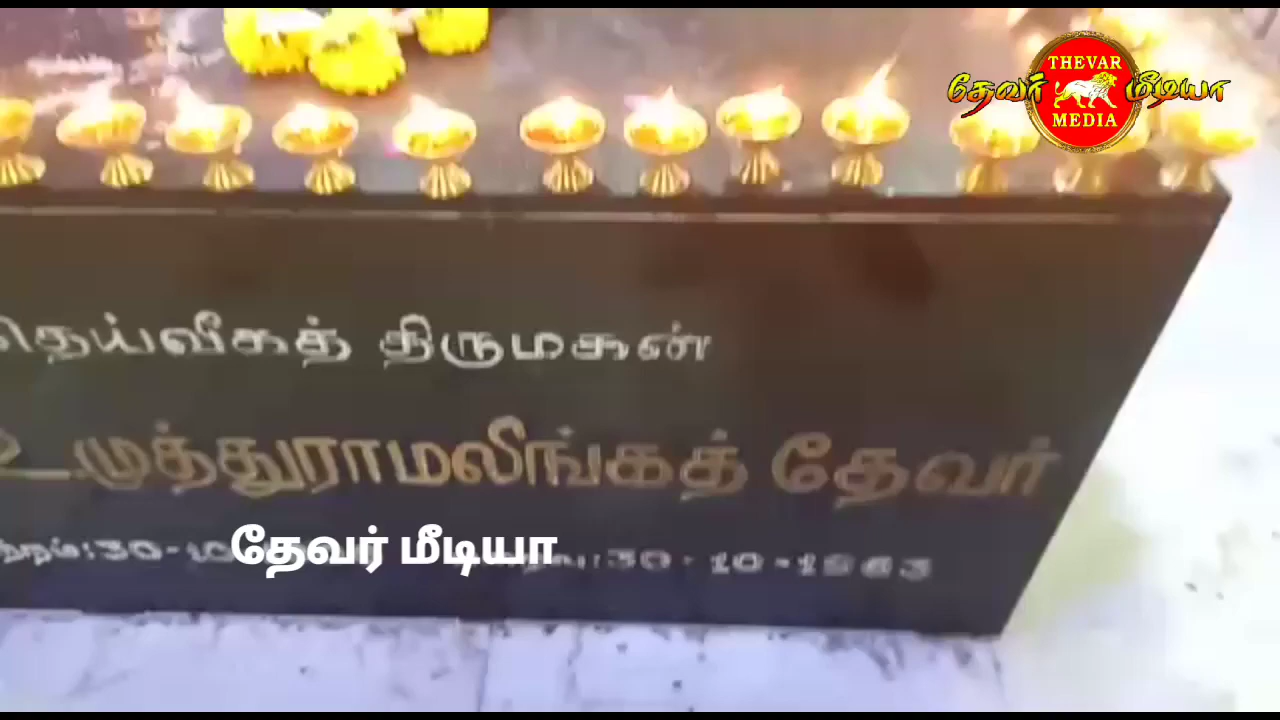 தேவர் THEVAR MEDIA மீடியா
தெய்வீகத் திருமகன்
உ.முத்துராமலிங்கத் தேவர்
தேவர் மீடியா
30-10-1963